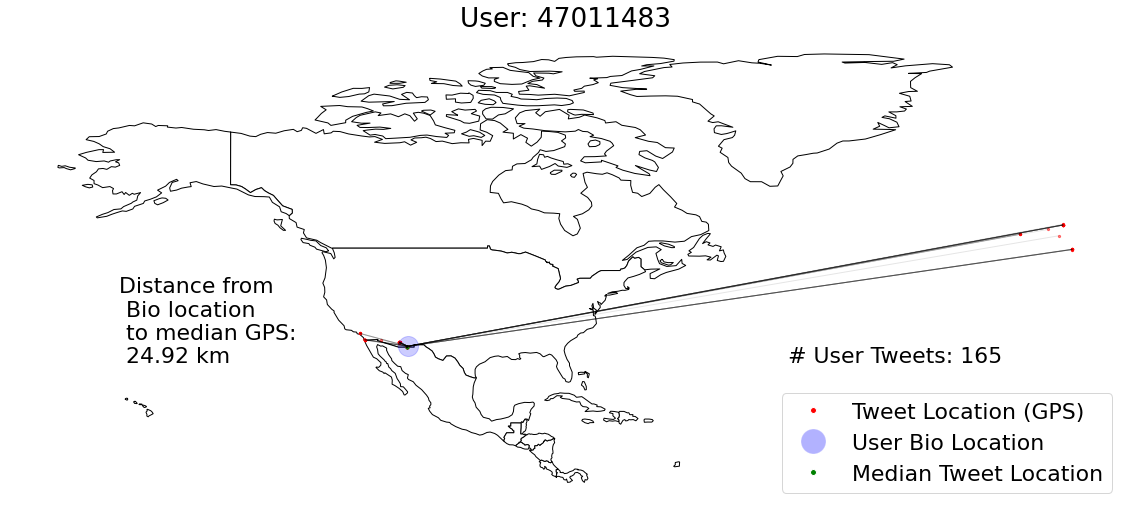 User: 47011483
Distance from
Bio location
to median GPS:
24.92 km
# User Tweets: 165
Tweet Location (GPS)
User Bio Location
Median Tweet Location